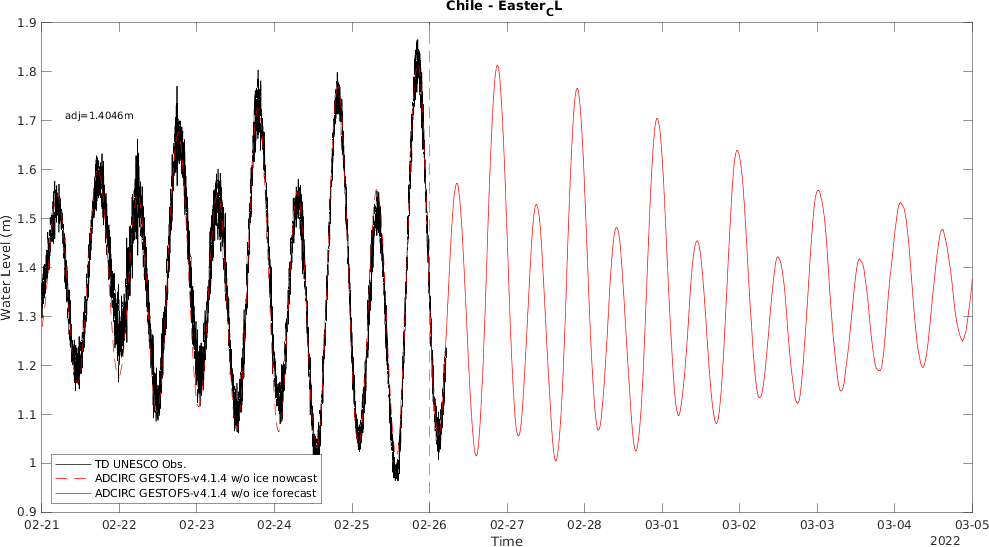 Chile - Easter_CL
1.9
1.8
1.7
1.6
1.5
1.4
1.3
1.2
1.1
1
0.9
Water Level (m)
adj=1.4046m
TD UNESCO Obs.
ADCIRC GESTOFS-v4.1.4 w/o ice nowcast
ADCIRC GESTOFS-v4.1.4 w/o ice forecast
02-21 02-22 02-23 02-24 02-25 02-26 02-27 02-28 03-01 03-02 03-03 03-04 03-05
Time
2022